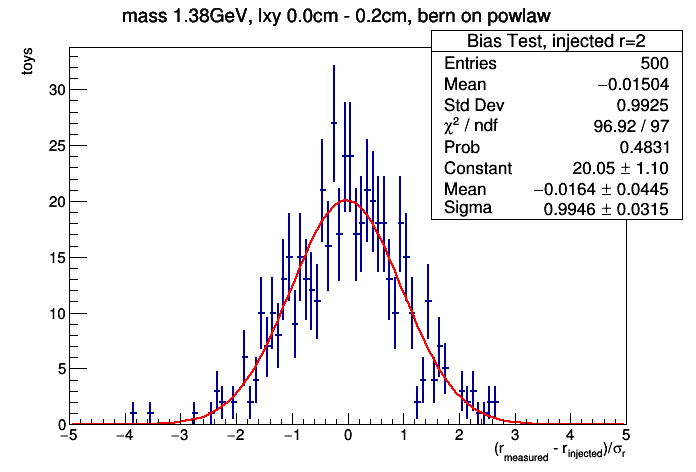 mass 1.38GeV, lxy 0.0cm - 0.2cm, bern on powlaw
toys
Bias Test, injected r=2
Entries 500
Mean −0.01504
Std Dev 0.9925
χ² / ndf 96.92 / 97
Prob 0.4831
Constant 20.05 ± 1.10
Mean −0.0164 ± 0.0445
Sigma 0.9946 ± 0.0315
30
25
20
15
10
5
0
−5 −4 −3 −2 −1 0 1 2 3 4 5
(r_measured - r_injected)/σ_r